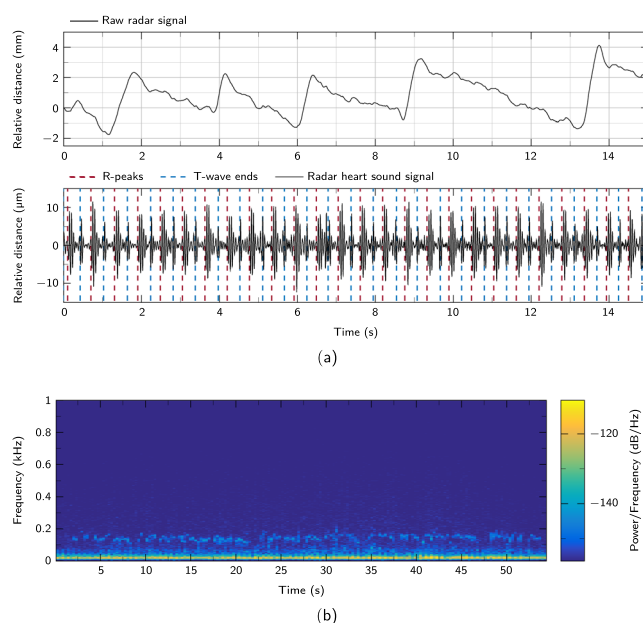 Raw radar signal
Relative distance (mm)
4
2
0
−2
0 2 4 6 8 10 12 14
R-peaks T-wave ends Radar heart sound signal
Relative distance (µm)
10
0
−10
0 2 4 6 8 10 12 14
Time (s)
(a)
Frequency (kHz)
1
0.8
0.6
0.4
0.2
0
5 10 15 20 25 30 35 40 45 50
Time (s)
−120
−140
Power/Frequency (dB/Hz)
(b)